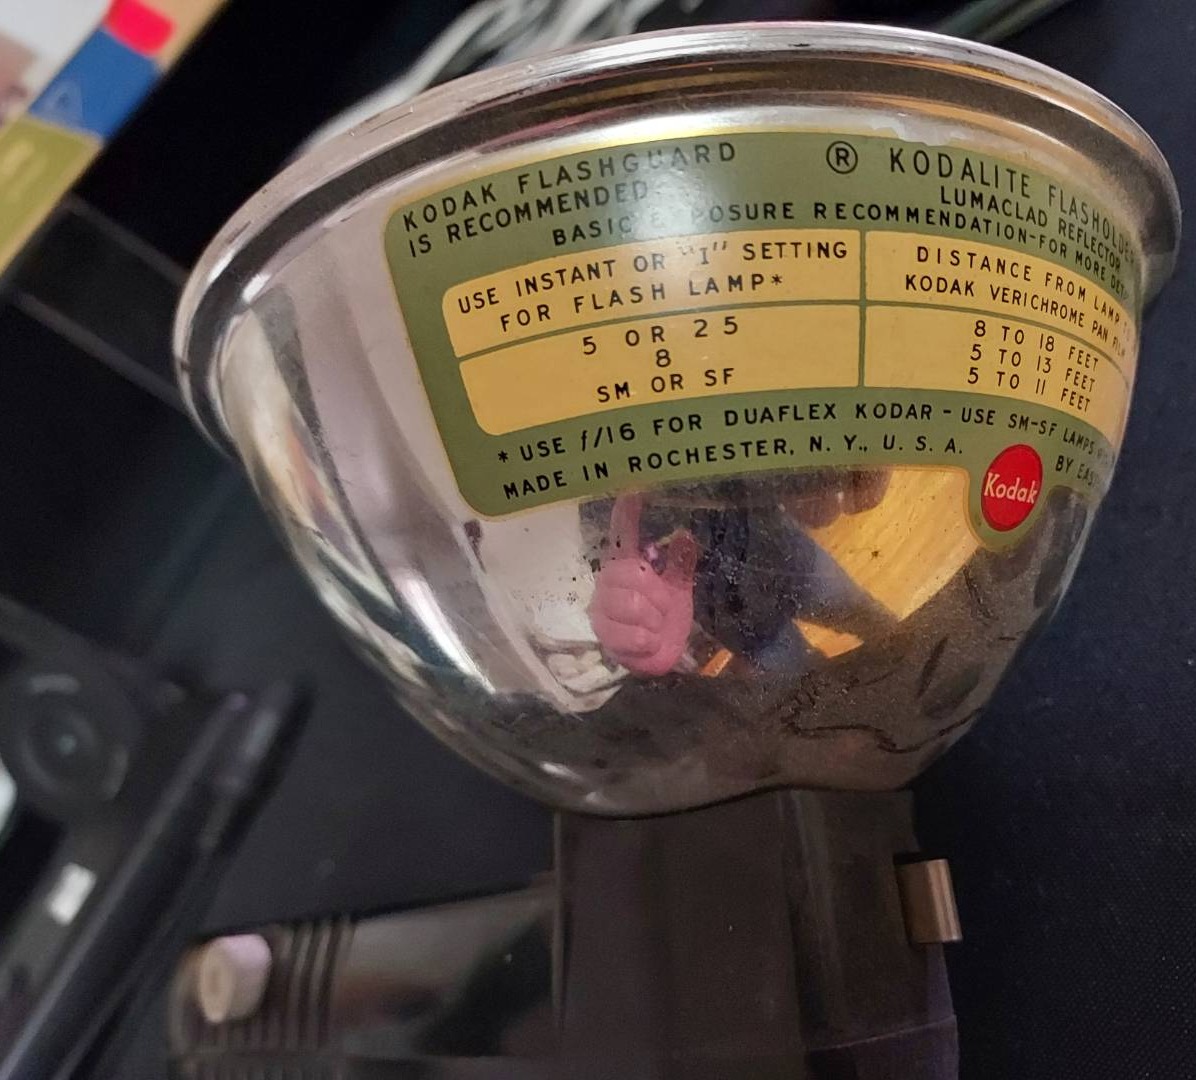 KODAK FLASHGUARD
IS RECOMMENDED
® KODALITE FLASHOLDER
LUMACLAD REFLECTOR
BASIC EXPOSURE RECOMMENDATION-FOR MORE
USE INSTANT OR "I" SETTING
FOR FLASH LAMP*
DISTANCE FROM LAMP
KODAK VERICHROME PAN
5 OR 25
8
SM OR SF
8 TO 18 FEET
5 TO 13 FEET
5 TO 11 FEET
* USE f/16 FOR DUAFLEX KODAR - USE SM-SF LAMPS
MADE IN ROCHESTER, N. Y., U. S. A.
Kodak
BY